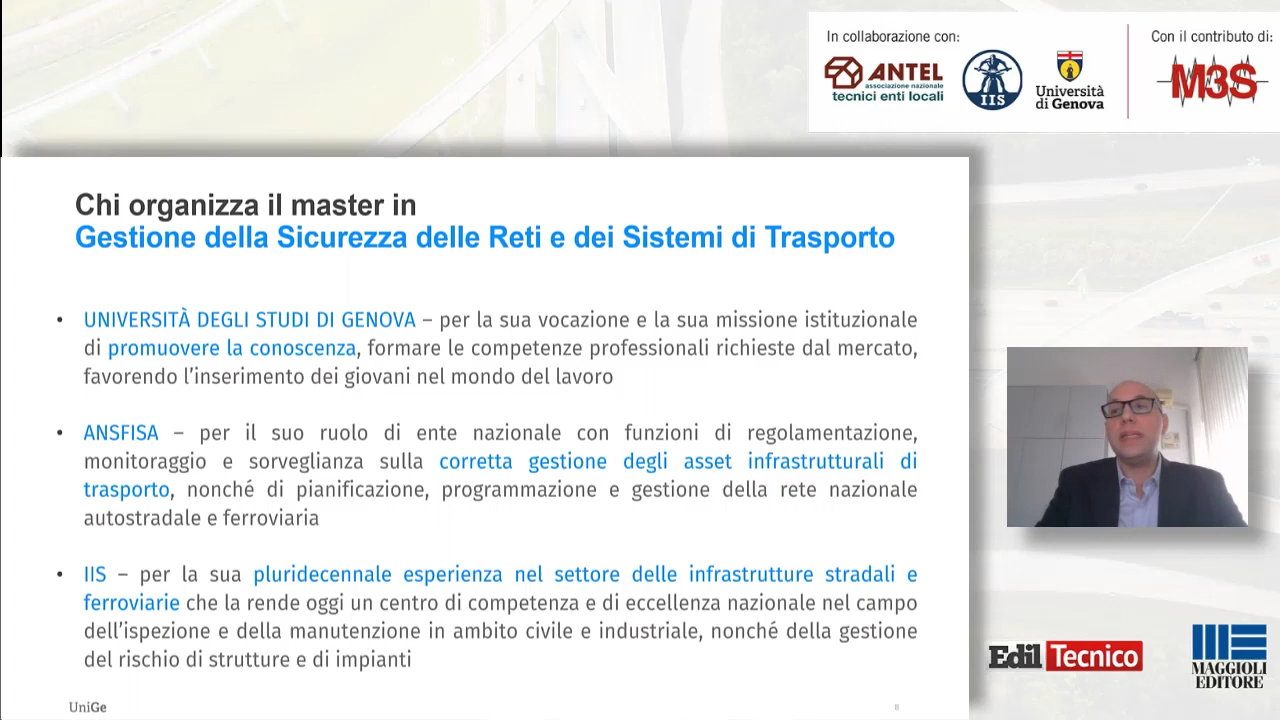 In collaborazione con:
Con il contributo di:
ANTEL
associazione nazionale
tecnici enti locali
IIS
Università
di Genova
M3S
Chi organizza il master in
Gestione della Sicurezza delle Reti e dei Sistemi di Trasporto
• UNIVERSITÀ DEGLI STUDI DI GENOVA – per la sua vocazione e la sua missione istituzionale
di promuovere la conoscenza, formare le competenze professionali richieste dal mercato,
favorendo l’inserimento dei giovani nel mondo del lavoro
• ANSFISA – per il suo ruolo di ente nazionale con funzioni di regolamentazione,
monitoraggio e sorveglianza sulla corretta gestione degli asset infrastrutturali di
trasporto, nonché di pianificazione, programmazione e gestione della rete nazionale
autostradale e ferroviaria
• IIS – per la sua pluridecennale esperienza nel settore delle infrastrutture stradali e
ferroviarie che la rende oggi un centro di competenza e di eccellenza nazionale nel campo
dell’ispezione e della manutenzione in ambito civile e industriale, nonché della gestione
del rischio di strutture e di impianti
UniGe
8
Edil Tecnico
MAGGIOLI
EDITORE